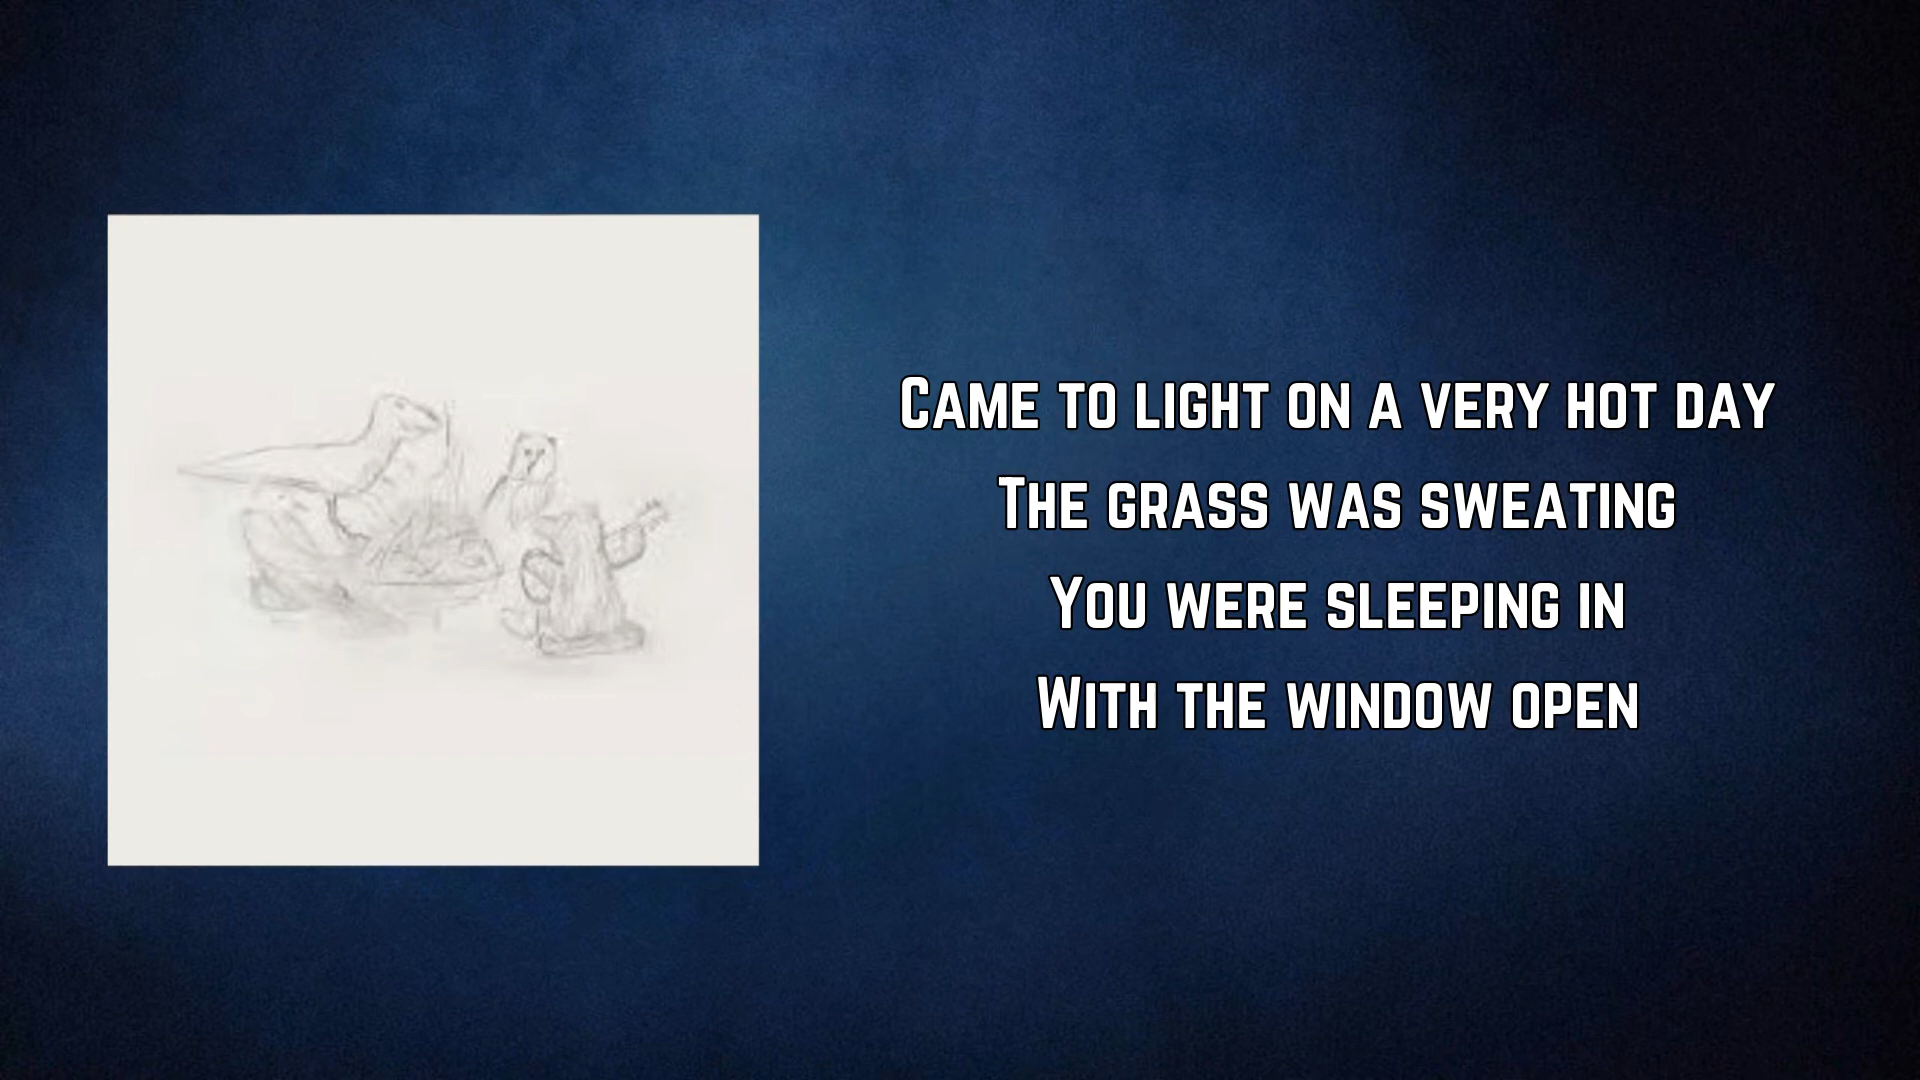 Came to light on a very hot day
The grass was sweating
You were sleeping in
With the window open